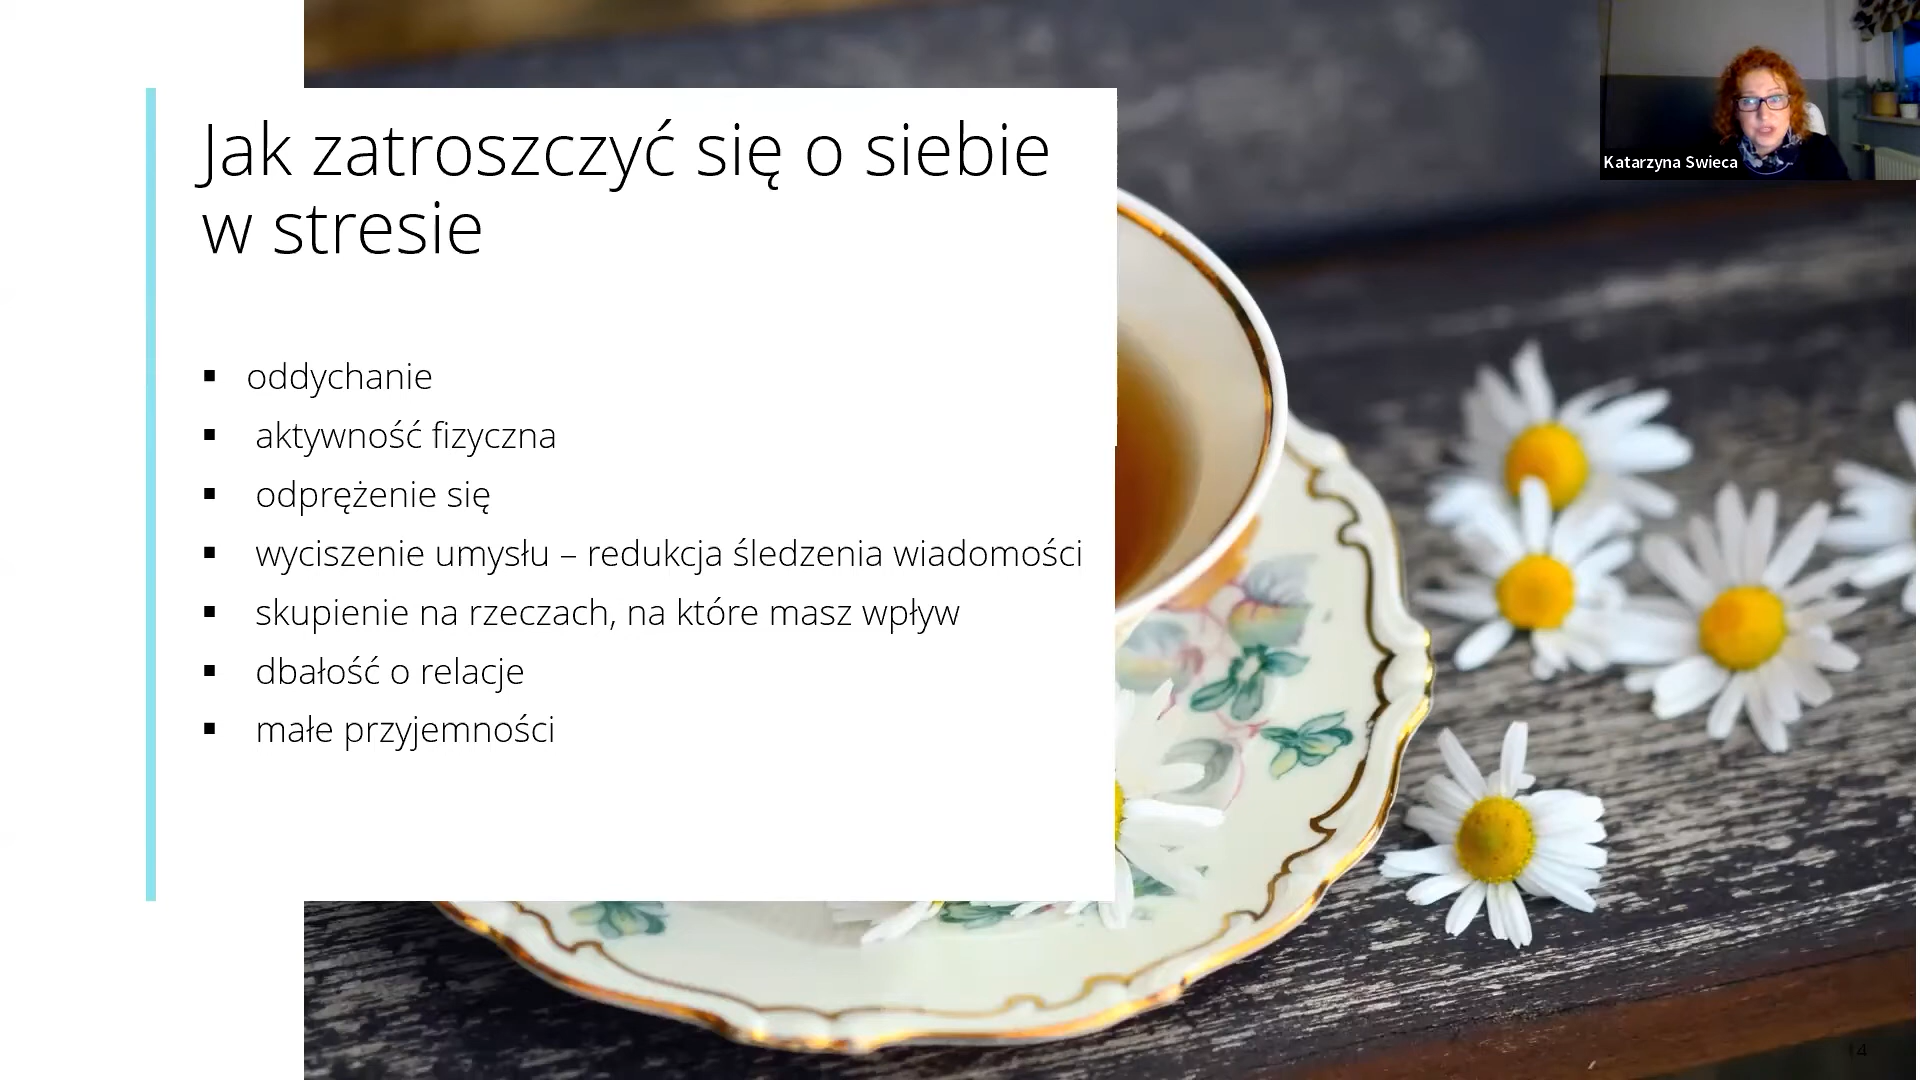 Jak zatroszczyć się o siebie
w stresie
▪ oddychanie
▪ aktywność fizyczna
▪ odprężenie się
▪ wyciszenie umysłu – redukcja śledzenia wiadomości
▪ skupienie na rzeczach, na które masz wpływ
▪ dbałość o relacje
▪ małe przyjemności
Katarzyna Swieca
14